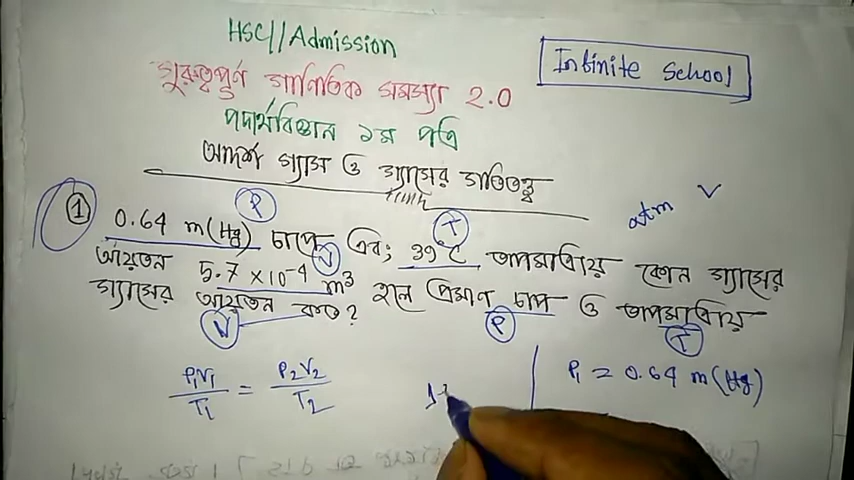 HSC//Admission
Infinite School
গুরুত্বপূর্ণ গাণিতিক সমস্যা 2.0
পদার্থবিজ্ঞান ১ম পত্র
আদর্শ গ্যাস ও গ্যাসের গতিতত্ত্ব
P
atm V
T
1 0.64 m(Hg) চাপে এবং 39°C তাপমাত্রায় কোন গ্যাসের
V
আয়তন 5.7 × 10⁻⁴ m³ হলে প্রমাণ চাপ ও তাপমাত্রায়
গ্যাসের আয়তন কত?
V P T
P₁V₁/T₁ = P₂V₂/T₂
P₁ = 0.64 m(Hg)